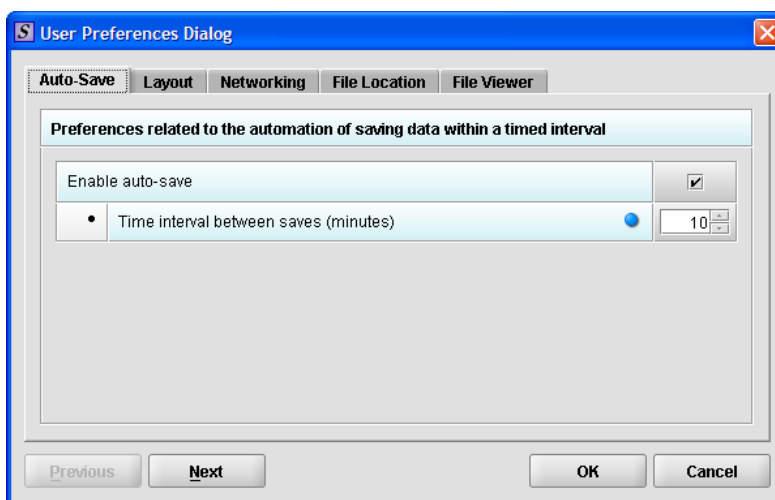 S User Preferences Dialog
Auto-Save Layout Networking File Location File Viewer
Preferences related to the automation of saving data within a timed interval
Enable auto-save
• Time interval between saves (minutes) 10
Previous Next OK Cancel